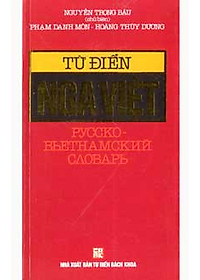 NGUYỄN TRỌNG BÁU
(chủ biên)
PHẠM DANH MÔN - HOÀNG THÚY DƯƠNG
TỪ ĐIỂN
NGA VIỆT
РУССКО-
ВЬЕТНАМСКИЙ
СЛОВАРЬ
NHÀ XUẤT BẢN TỪ ĐIỂN BÁCH KHOA